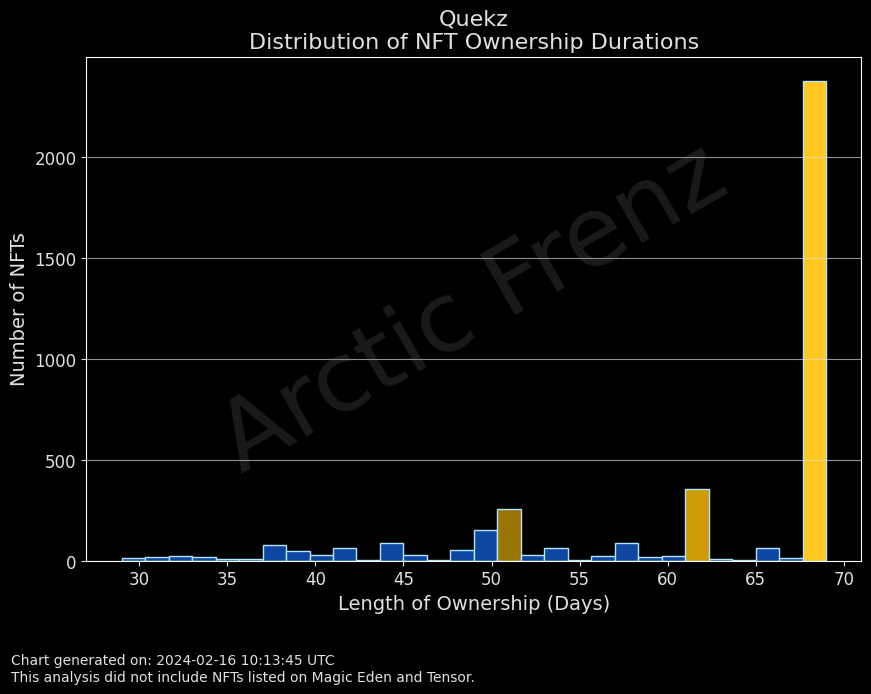 Quekz
Distribution of NFT Ownership Durations
Number of NFTs
2000
1500
1000
500
0
Arctic Frenz
30 35 40 45 50 55 60 65 70
Length of Ownership (Days)
Chart generated on: 2024-02-16 10:13:45 UTC
This analysis did not include NFTs listed on Magic Eden and Tensor.